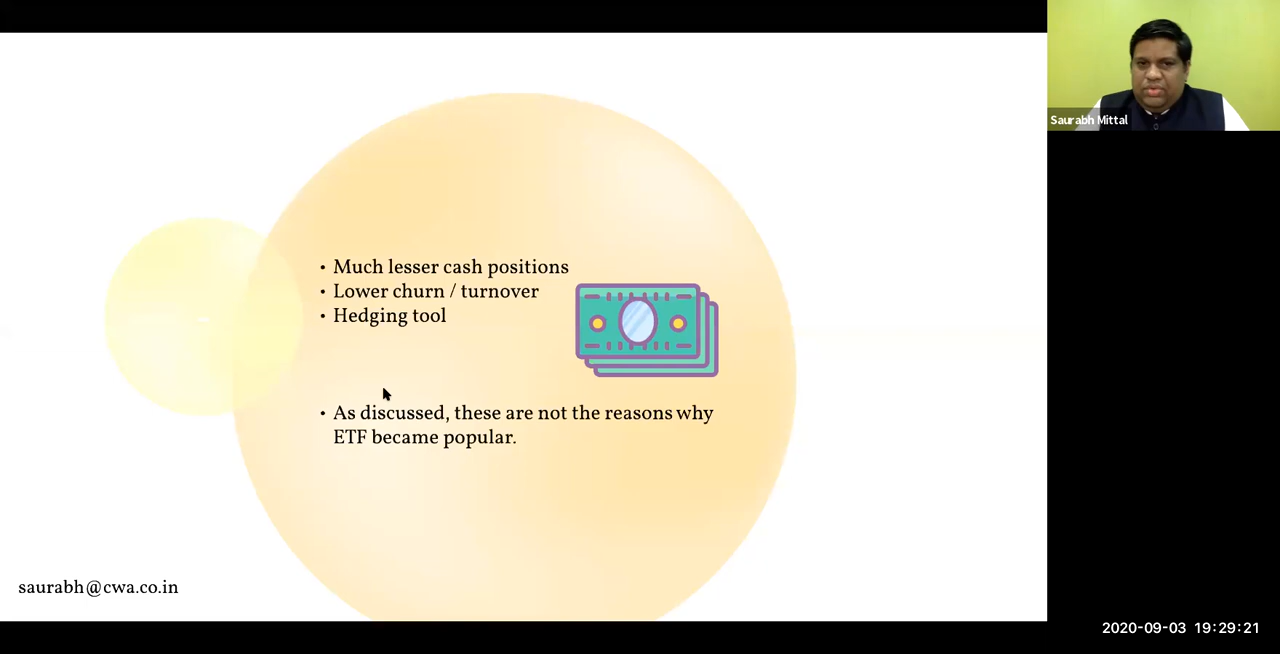 Saurabh Mittal
• Much lesser cash positions
• Lower churn / turnover
• Hedging tool
• As discussed, these are not the reasons why
ETF became popular.
saurabh@cwa.co.in
2020-09-03 19:29:21